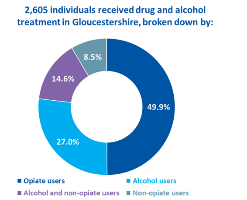 2,605 individuals received drug and alcohol
treatment in Gloucestershire, broken down by:
8.5%
14.6%
49.9%
27.0%
Opiate users
Alcohol users
Alcohol and non-opiate users
Non-opiate users